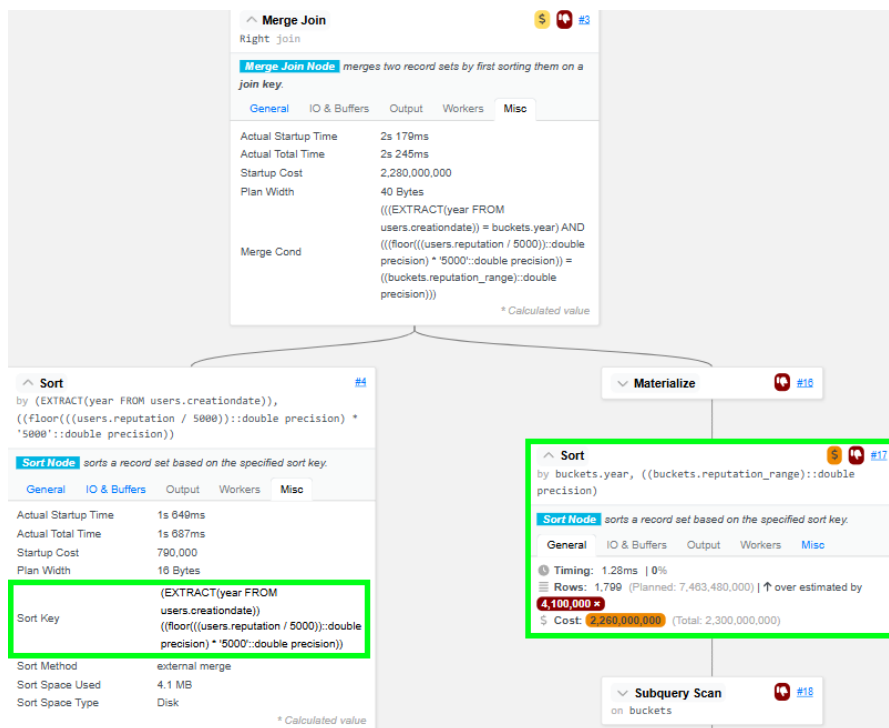 Merge Join
$
#3
Right join
Merge Join Node merges two record sets by first sorting them on a
join key.
General IO & Buffers Output Workers Misc
Actual Startup Time 2s 179ms
Actual Total Time 2s 245ms
Startup Cost 2,280,000,000
Plan Width 40 Bytes
Merge Cond
(((EXTRACT(year FROM
users.creationdate)) = buckets.year) AND
(((floor(((users.reputation / 5000))::double
precision) * '5000'::double precision)) =
((buckets.reputation_range)::double
precision)))
* Calculated value
Sort #4
by (EXTRACT(year FROM users.creationdate)),
((floor(((users.reputation / 5000))::double precision) *
'5000'::double precision))
Sort Node sorts a record set based on the specified sort key.
General IO & Buffers Output Workers Misc
Actual Startup Time 1s 649ms
Actual Total Time 1s 687ms
Startup Cost 790,000
Plan Width 16 Bytes
Sort Key
(EXTRACT(year FROM
users.creationdate))
((floor(((users.reputation / 5000))::double
precision) * '5000'::double precision))
Sort Method external merge
Sort Space Used 4.1 MB
Sort Space Type Disk
* Calculated value
Materialize #16
Sort $ #17
by buckets.year, ((buckets.reputation_range)::double
precision)
Sort Node sorts a record set based on the specified sort key.
General IO & Buffers Output Workers Misc
Timing: 1.28ms | 0%
Rows: 1,799 (Planned: 7,463,480,000) | ↑ over estimated by
4,100,000 ×
$ Cost: 2,260,000,000 (Total: 2,300,000,000)
Subquery Scan #18
on buckets